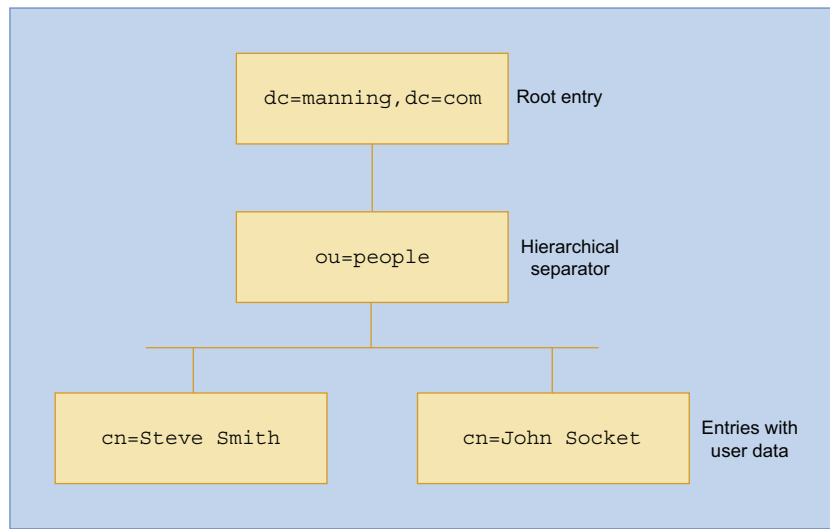 dc=manning,dc=com
Root entry
ou=people
Hierarchical
separator
cn=Steve Smith
cn=John Socket
Entries with
user data